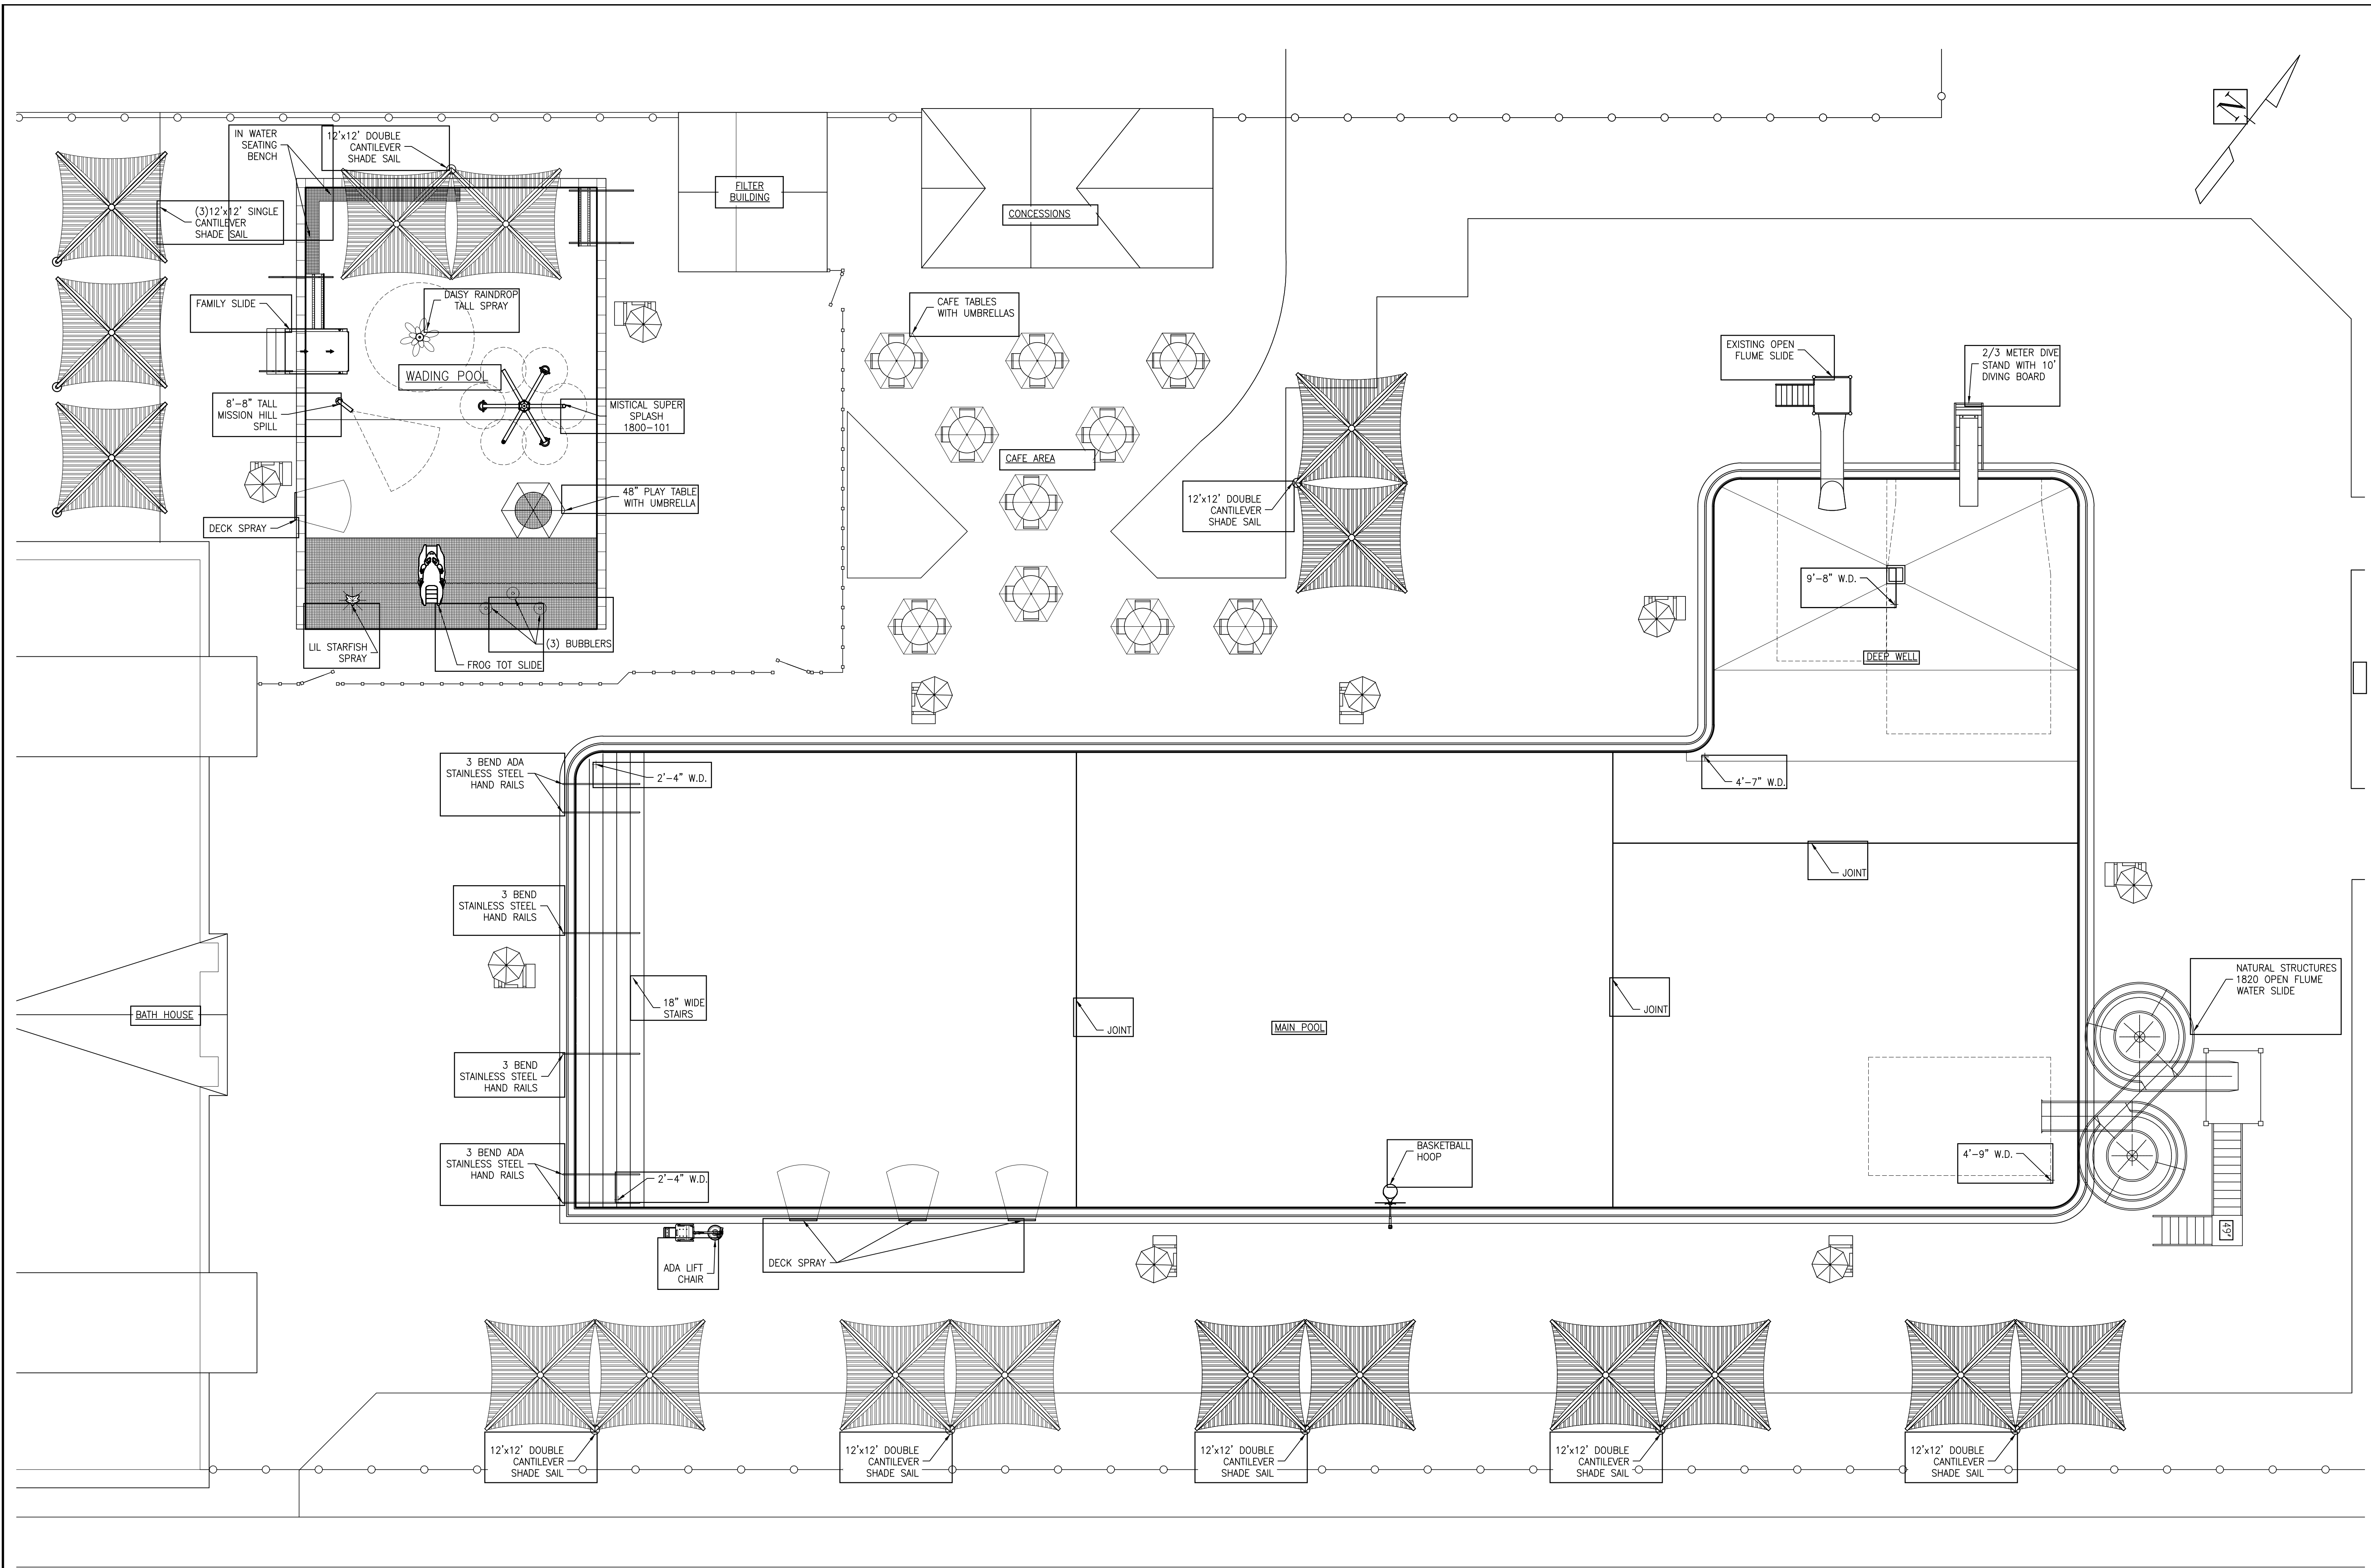 N
IN WATER
SEATING
BENCH
12'x12' DOUBLE
CANTILEVER
SHADE SAIL
(3)12'x12' SINGLE
CANTILEVER
SHADE SAIL
FILTER
BUILDING
CONCESSIONS
FAMILY SLIDE
DAISY RAINDROP
TALL SPRAY
WADING POOL
8'-8" TALL
MISSION HILL
SPILL
MISTICAL SUPER
SPLASH
1800-101
CAFE TABLES
WITH UMBRELLAS
CAFE AREA
48" PLAY TABLE
WITH UMBRELLA
DECK SPRAY
LIL STARFISH
SPRAY
(3) BUBBLERS
FROG TOT SLIDE
12'x12' DOUBLE
CANTILEVER
SHADE SAIL
EXISTING OPEN
FLUME SLIDE
2/3 METER DIVE
STAND WITH 10'
DIVING BOARD
9'-8" W.D.
DEEP WELL
3 BEND ADA
STAINLESS STEEL
HAND RAILS
2'-4" W.D.
4'-7" W.D.
JOINT
3 BEND
STAINLESS STEEL
HAND RAILS
18" WIDE
STAIRS
BATH HOUSE
JOINT
MAIN POOL
JOINT
NATURAL STRUCTURES
1820 OPEN FLUME
WATER SLIDE
3 BEND
STAINLESS STEEL
HAND RAILS
3 BEND ADA
STAINLESS STEEL
HAND RAILS
2'-4" W.D.
BASKETBALL
HOOP
4'-9" W.D.
49"
ADA LIFT
CHAIR
DECK SPRAY
12'x12' DOUBLE
CANTILEVER
SHADE SAIL
12'x12' DOUBLE
CANTILEVER
SHADE SAIL
12'x12' DOUBLE
CANTILEVER
SHADE SAIL
12'x12' DOUBLE
CANTILEVER
SHADE SAIL
12'x12' DOUBLE
CANTILEVER
SHADE SAIL